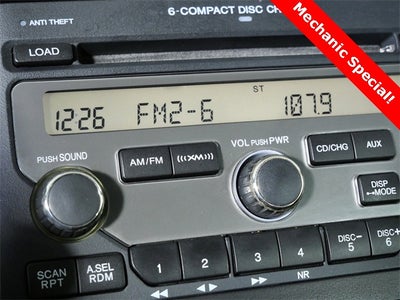 ANTI THEFT
6-COMPACT DISC
Mechanic Special!
LOAD
ST
12:26 FM2-6 107.9
PUSH SOUND
AM/FM
((XM))
VOL PUSH PWR
CD/CHG
AUX
DISP
MODE
SCAN
RPT
A.SEL
RDM
1
2
3
4
DISC-
5
DISC+
6
NR